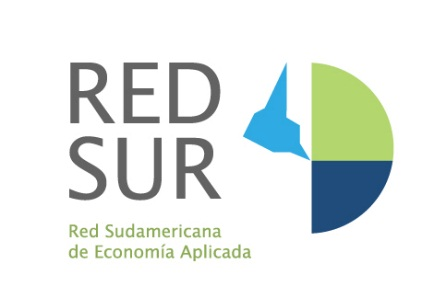 RED
SUR
Red Sudamericana
de Economía Aplicada